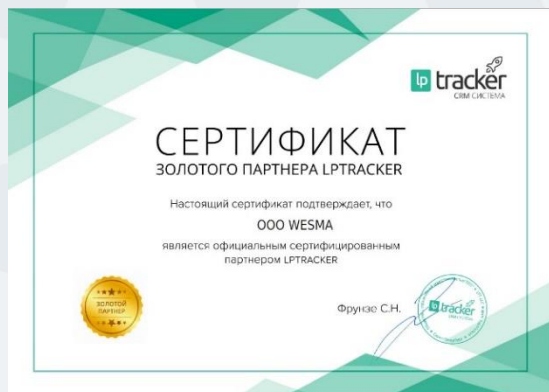 lp tracker
CRM СИСТЕМА
СЕРТИФИКАТ
ЗОЛОТОГО ПАРТНЕРА LPTRACKER
Настоящий сертификат подтверждает, что
ООО WESMA
является официальным сертифицированным
партнером LPTRACKER
ЗОЛОТОЙ
ПАРТНЕР
Фрунзе С.Н.
lp tracker